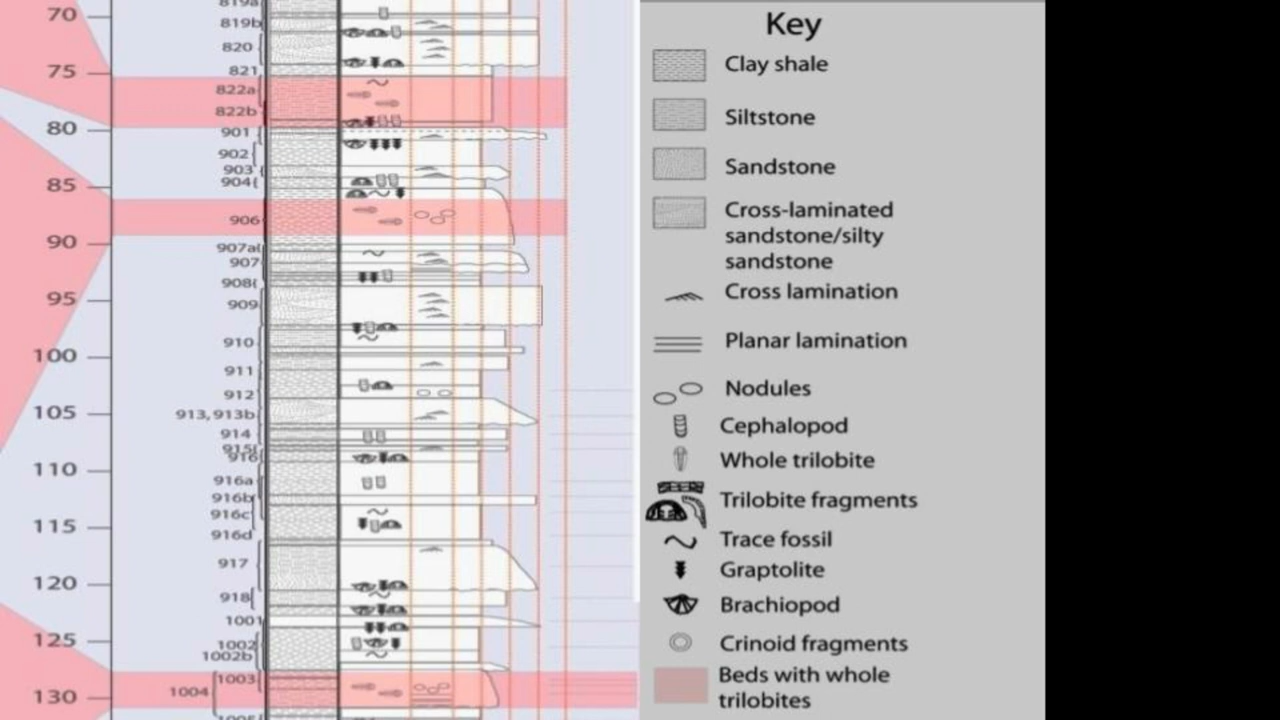 819a
70
819b
820
75
821
822a
822b
80
901
902
903
904
85
906
90
907a
907
908
95
909
910
100
911
912
105
913, 913b
914
915
916
110
916a
916b
916c
115
916d
917
120
918
1001
125
1002
1002b
1003
1004
130
1005
Key
Clay shale
Siltstone
Sandstone
Cross-laminated
sandstone/silty
sandstone
Cross lamination
Planar lamination
Nodules
Cephalopod
Whole trilobite
Trilobite fragments
Trace fossil
Graptolite
Brachiopod
Crinoid fragments
Beds with whole
trilobites